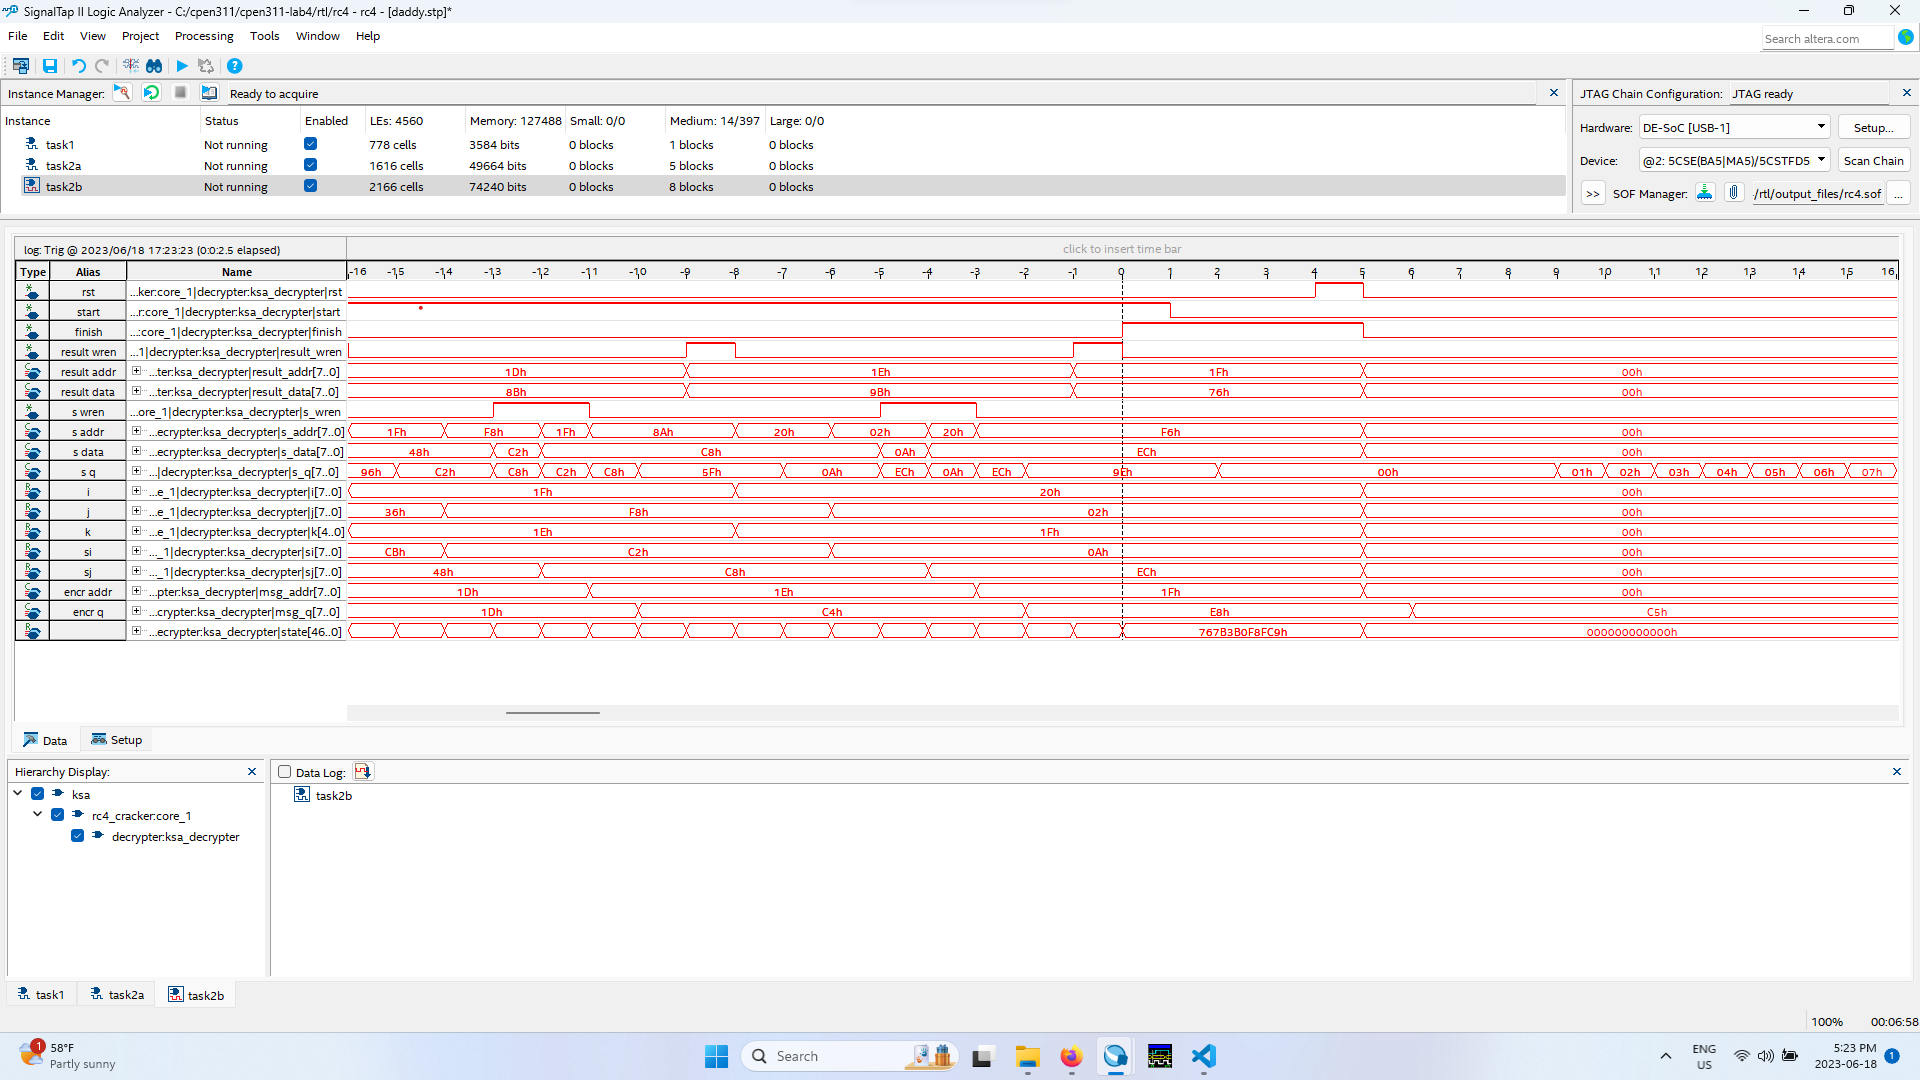 SignalTap II Logic Analyzer - C:/cpen311/cpen311-lab4/rtl/rc4 - rc4 - [daddy.stp]*
File Edit View Project Processing Tools Window Help
Search altera.com
Instance Manager: Ready to acquire
Instance Status Enabled LEs: 4560 Memory: 127488 Small: 0/0 Medium: 14/397 Large: 0/0
task1 Not running 778 cells 3584 bits 0 blocks 1 blocks 0 blocks
task2a Not running 1616 cells 49664 bits 0 blocks 5 blocks 0 blocks
task2b Not running 2166 cells 74240 bits 0 blocks 8 blocks 0 blocks
JTAG Chain Configuration: JTAG ready
Hardware: DE-SoC [USB-1] Setup...
Device: @2: 5CSE(BA5|MA5)/5CSTFD5 Scan Chain
>> SOF Manager: /rtl/output_files/rc4.sof ...
log: Trig @ 2023/06/18 17:23:23 (0:0:2.5 elapsed) click to insert time bar
Type Alias Name -16 -15 -14 -13 -12 -11 -10 -9 -8 -7 -6 -5 -4 -3 -2 -1 0 1 2 3 4 5 6 7 8 9 10 11 12 13 14 15 16
rst ...ker:core_1|decrypter:ksa_decrypter|rst
start ...r:core_1|decrypter:ksa_decrypter|start
finish ...:core_1|decrypter:ksa_decrypter|finish
result wren ...1|decrypter:ksa_decrypter|result_wren
result addr ...ter:ksa_decrypter|result_addr[7..0] 1Dh 1Eh 1Fh 00h
result data ...ter:ksa_decrypter|result_data[7..0] 8Bh 9Bh 76h 00h
s wren ...ore_1|decrypter:ksa_decrypter|s_wren
s addr ...ecrypter:ksa_decrypter|s_addr[7..0] 1Fh F8h 1Fh 8Ah 20h 02h 20h F6h 00h
s data ...ecrypter:ksa_decrypter|s_data[7..0] 48h C2h C8h 0Ah ECh 00h
s q ...|decrypter:ksa_decrypter|s_q[7..0] 96h C2h C8h C2h C8h 5Fh 0Ah ECh 0Ah ECh 9Eh 00h 01h 02h 03h 04h 05h 06h 07h
i ...e_1|decrypter:ksa_decrypter|i[7..0] 1Fh 20h 00h
j ...e_1|decrypter:ksa_decrypter|j[7..0] 36h F8h 02h 00h
k ...e_1|decrypter:ksa_decrypter|k[4..0] 1Eh 1Fh 00h
si ..._1|decrypter:ksa_decrypter|si[7..0] CBh C2h 0Ah 00h
sj ..._1|decrypter:ksa_decrypter|sj[7..0] 48h C8h ECh 00h
encr addr ...pter:ksa_decrypter|msg_addr[7..0] 1Dh 1Eh 1Fh 00h
encr q ...crypter:ksa_decrypter|msg_q[7..0] 1Dh C4h E8h C5h
...ecrypter:ksa_decrypter|state[46..0] 767B3B0F8FC9h 000000000000h
Data Setup
Hierarchy Display:
ksa
rc4_cracker:core_1
decrypter:ksa_decrypter
Data Log:
task2b
task1 task2a task2b
100% 00:06:58
1
58°F
Partly sunny
Search
ENG
US
5:23 PM
2023-06-18
1